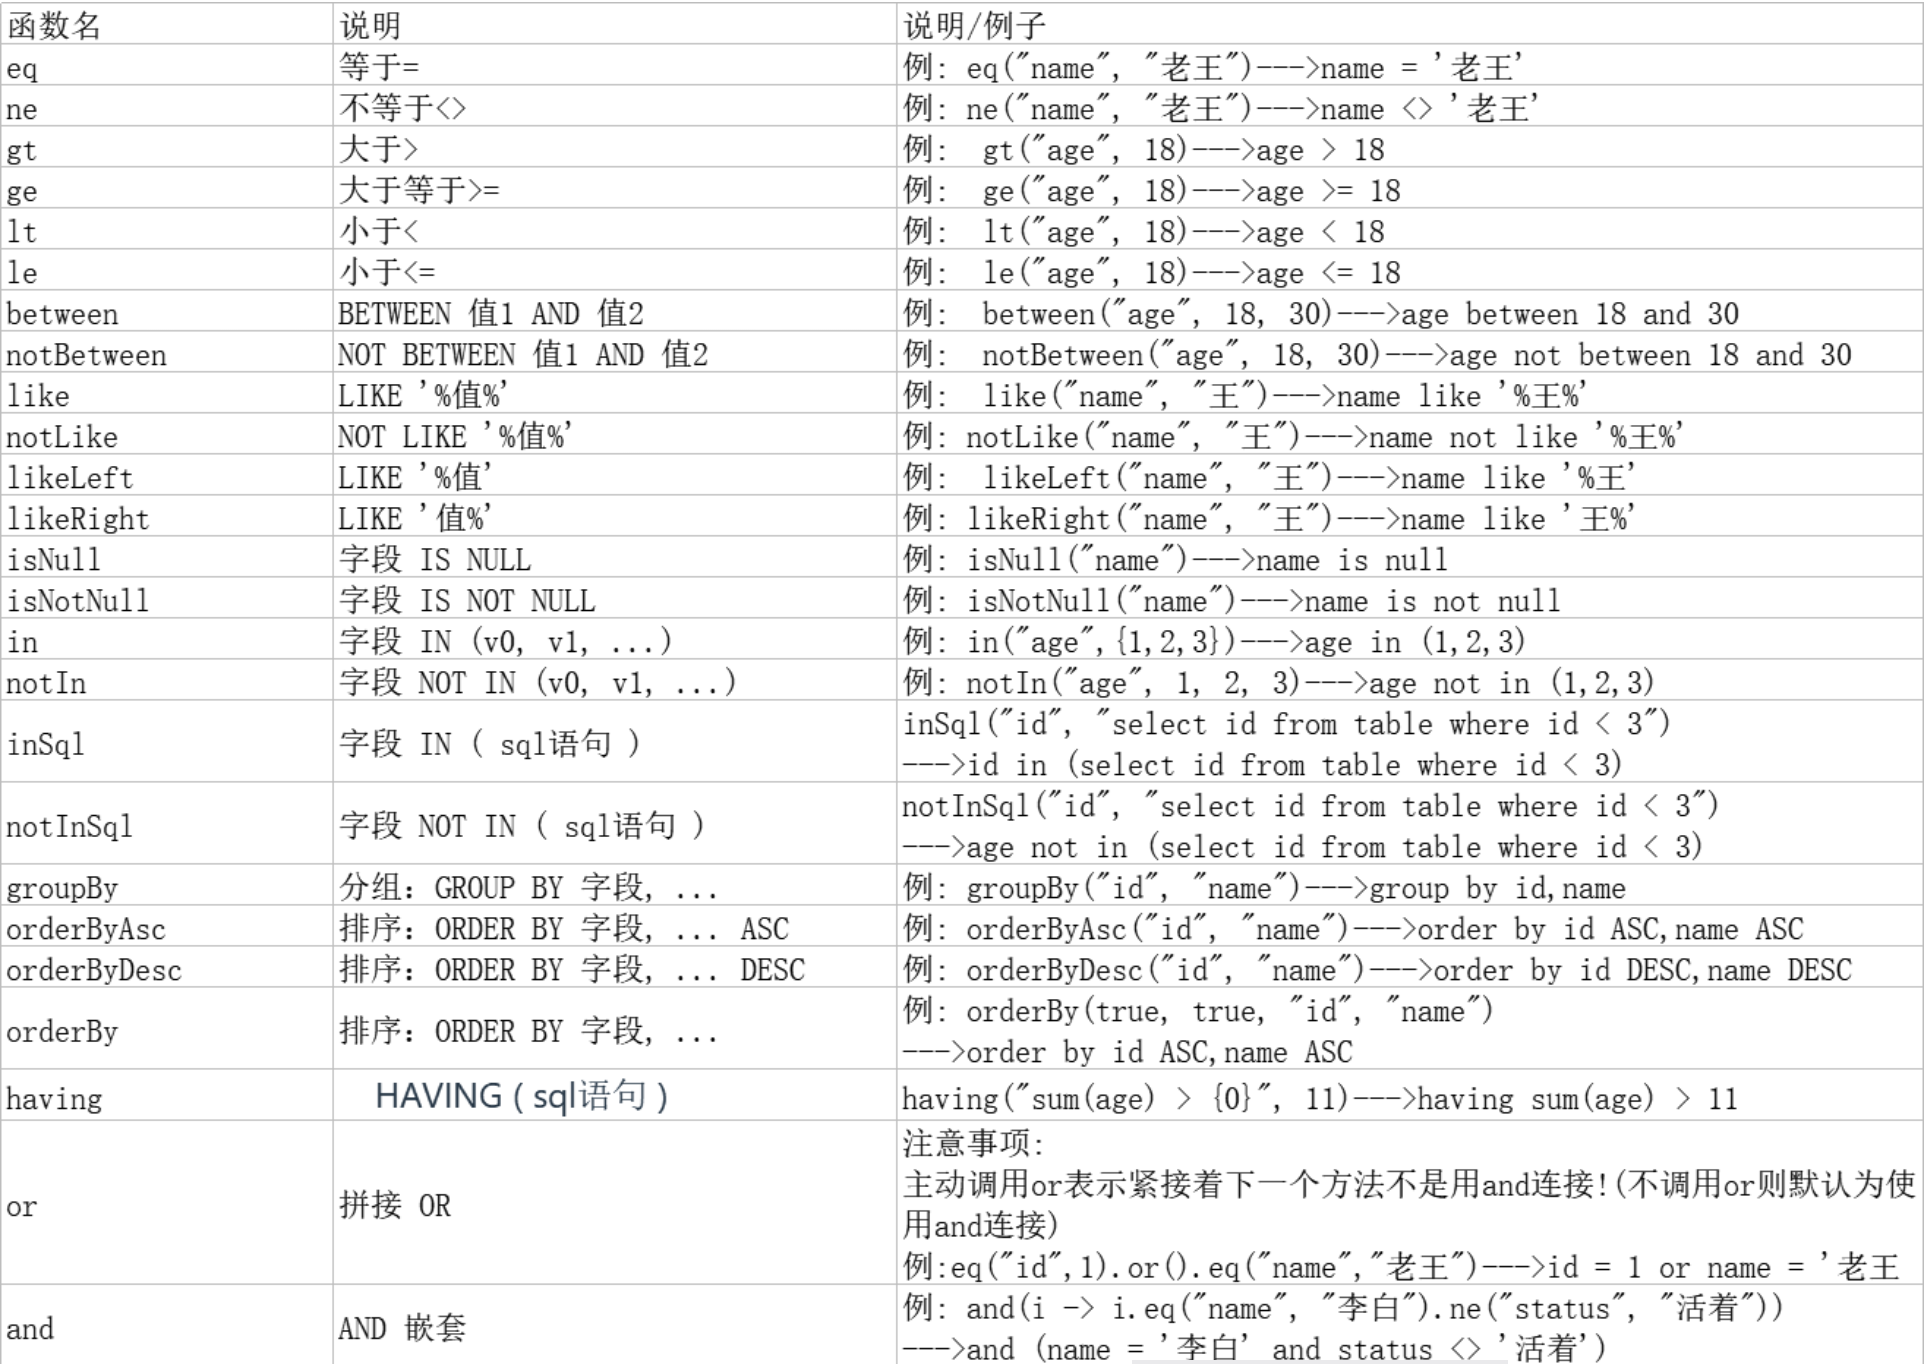 函数名 说明 说明/例子
eq 等于= 例: eq("name", "老王")--->name = '老王'
ne 不等于<> 例: ne("name", "老王")--->name <> '老王'
gt 大于> 例: gt("age", 18)--->age > 18
ge 大于等于>= 例: ge("age", 18)--->age >= 18
lt 小于< 例: lt("age", 18)--->age < 18
le 小于<= 例: le("age", 18)--->age <= 18
between BETWEEN 值1 AND 值2 例: between("age", 18, 30)--->age between 18 and 30
notBetween NOT BETWEEN 值1 AND 值2 例: notBetween("age", 18, 30)--->age not between 18 and 30
like LIKE '%值%' 例: like("name", "王")--->name like '%王%'
notLike NOT LIKE '%值%' 例: notLike("name", "王")--->name not like '%王%'
likeLeft LIKE '%值' 例: likeLeft("name", "王")--->name like '%王'
likeRight LIKE '值%' 例: likeRight("name", "王")--->name like '王%'
isNull 字段 IS NULL 例: isNull("name")--->name is null
isNotNull 字段 IS NOT NULL 例: isNotNull("name")--->name is not null
in 字段 IN (v0, v1, ...) 例: in("age",{1,2,3})--->age in (1,2,3)
notIn 字段 NOT IN (v0, v1, ...) 例: notIn("age", 1, 2, 3)--->age not in (1,2,3)
inSql 字段 IN ( sql语句 ) inSql("id", "select id from table where id < 3")
--->id in (select id from table where id < 3)
notInSql 字段 NOT IN ( sql语句 ) notInSql("id", "select id from table where id < 3")
--->age not in (select id from table where id < 3)
groupBy 分组: GROUP BY 字段, ... 例: groupBy("id", "name")--->group by id,name
orderByAsc 排序: ORDER BY 字段, ... ASC 例: orderByAsc("id", "name")--->order by id ASC,name ASC
orderByDesc 排序: ORDER BY 字段, ... DESC 例: orderByDesc("id", "name")--->order by id DESC,name DESC
orderBy 排序: ORDER BY 字段, ... 例: orderBy(true, true, "id", "name")
--->order by id ASC,name ASC
having HAVING ( sql语句 ) having("sum(age) > {0}", 11)--->having sum(age) > 11
or 拼接 OR 注意事项:
主动调用or表示紧接着下一个方法不是用and连接!(不调用or则默认为使
用and连接)
例:eq("id",1).or().eq("name","老王")--->id = 1 or name = '老王
and AND 嵌套 例: and(i -> i.eq("name", "李白").ne("status", "活着"))
--->and (name = '李白' and status <> '活着')